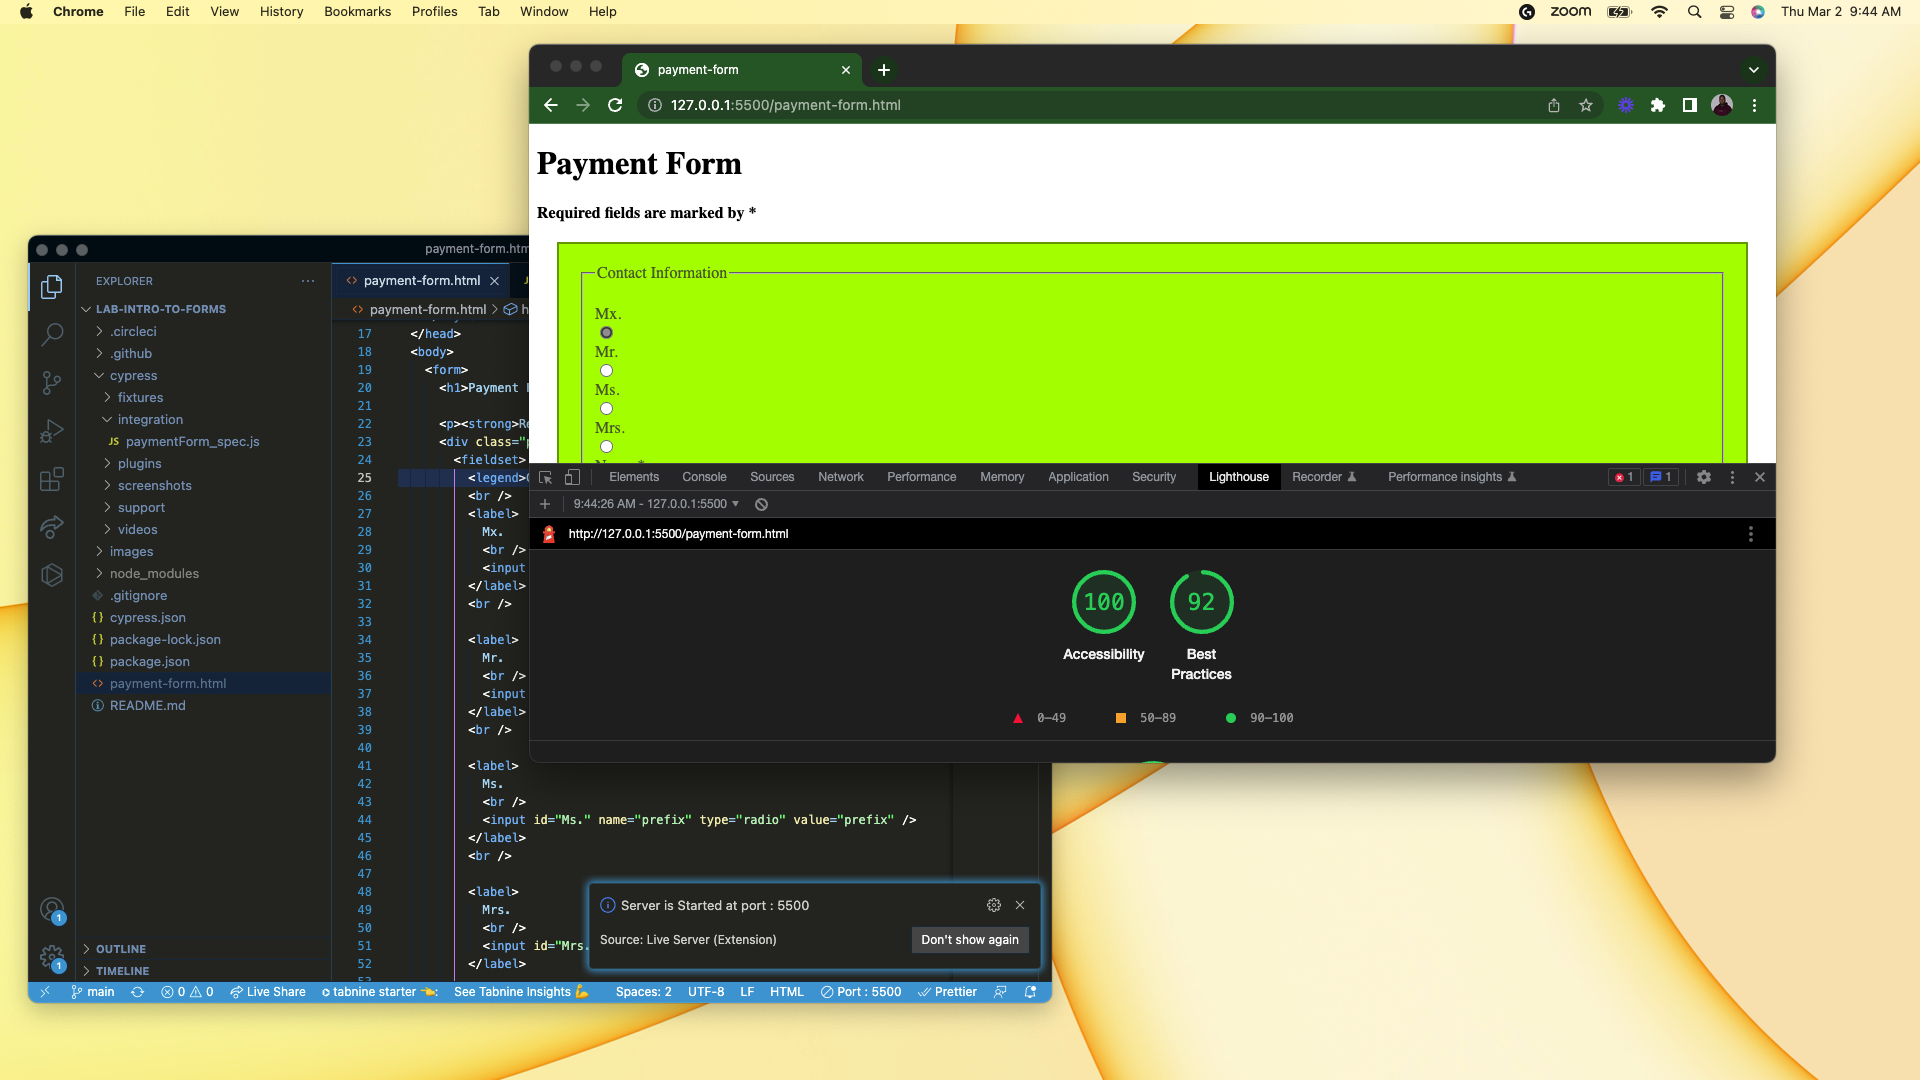 Chrome File Edit View History Bookmarks Profiles Tab Window Help
zoom Thu Mar 2 9:44 AM
payment-form
127.0.0.1:5500/payment-form.html
Payment Form
Required fields are marked by *
Contact Information
Mx.
Mr.
Ms.
Mrs.
Elements Console Sources Network Performance Memory Application Security Lighthouse Recorder Performance insights 1 1
9:44:26 AM - 127.0.0.1:5500
http://127.0.0.1:5500/payment-form.html
100 92
Accessibility
Best
Practices
0–49 50–89 90–100
payment-form.htm
EXPLORER
LAB-INTRO-TO-FORMS
.circleci
.github
cypress
fixtures
integration
JS paymentForm_spec.js
plugins
screenshots
support
videos
images
node_modules
.gitignore
{} cypress.json
{} package-lock.json
{} package.json
<> payment-form.html
README.md
OUTLINE
TIMELINE
1
1
<> payment-form.html
<> payment-form.html > h
17 </head>
18 <body>
19 <form>
20 <h1>Payment
21
22 <p><strong>Re
23 <div class="
24 <fieldset>
25 <legend>
26 <br />
27 <label>
28 Mx.
29 <br />
30 <input
31 </label>
32 <br />
33
34 <label>
35 Mr.
36 <br />
37 <input
38 </label>
39 <br />
40
41 <label>
42 Ms.
43 <br />
44 <input id="Ms." name="prefix" type="radio" value="prefix" />
45 </label>
46 <br />
47
48 <label>
49 Mrs.
50 <br />
51 <input id="Mrs.
52 </label>
Server is Started at port : 5500
Source: Live Server (Extension)
Don't show again
main 0 0 Live Share tabnine starter See Tabnine Insights Spaces: 2 UTF-8 LF HTML Port : 5500 Prettier